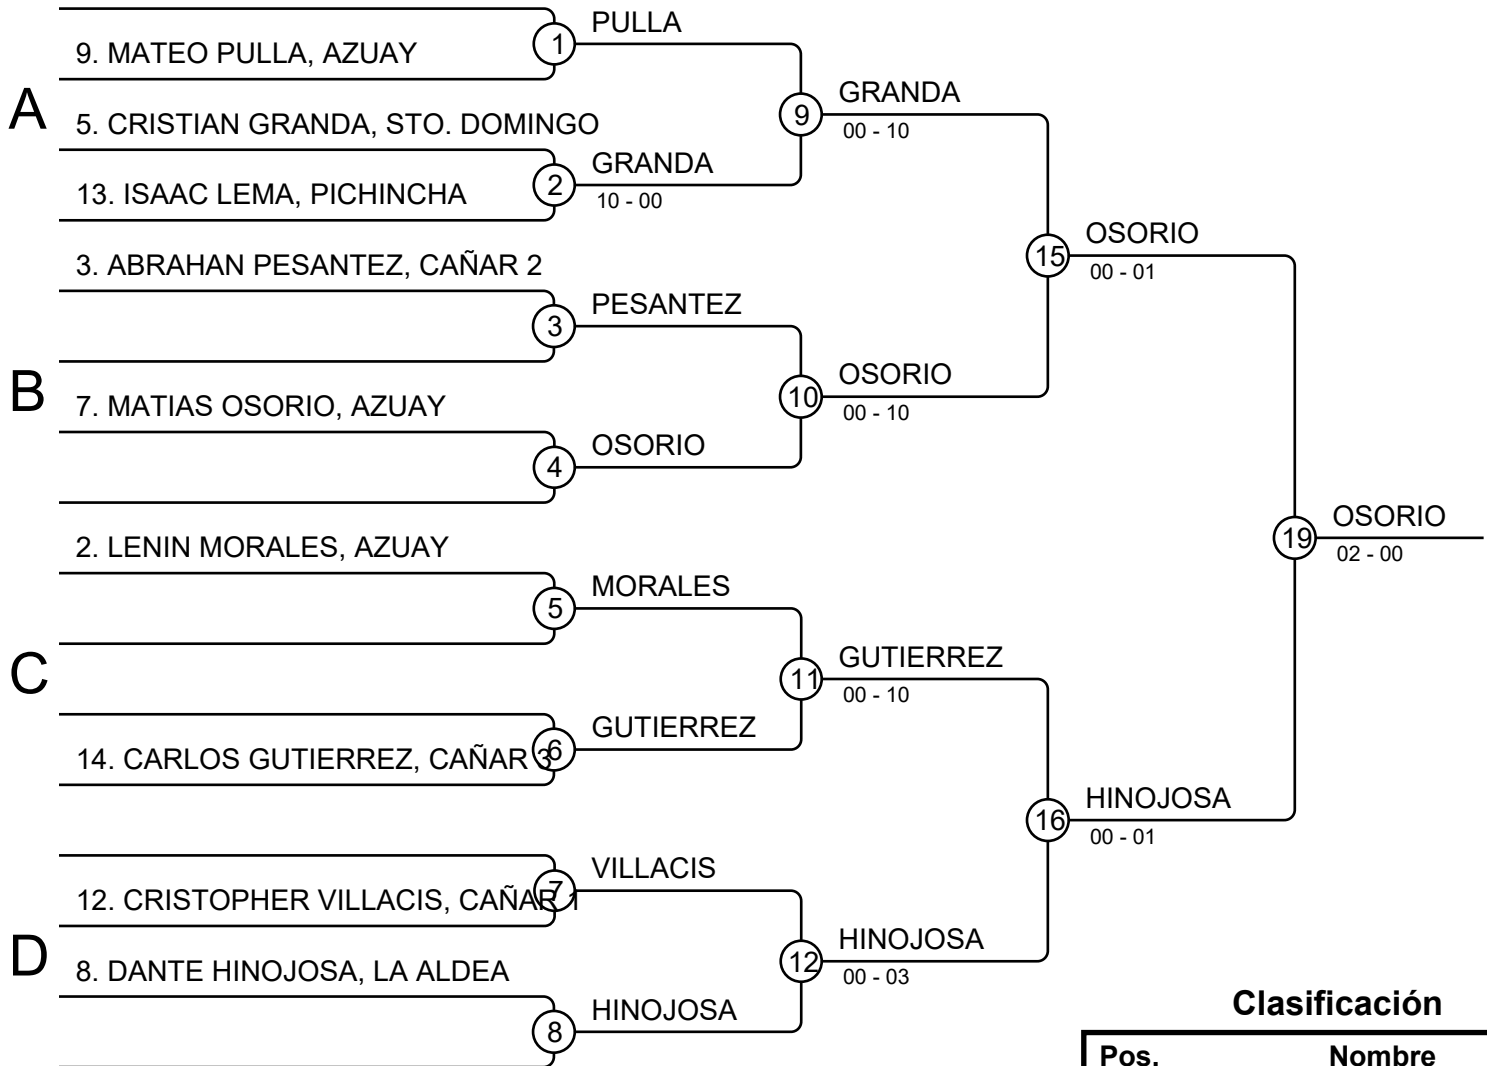 PULLA
1
9. MATEO PULLA, AZUAY
A
GRANDA
9
00 - 10
5. CRISTIAN GRANDA, STO. DOMINGO
GRANDA
2
10 - 00
13. ISAAC LEMA, PICHINCHA
OSORIO
15
00 - 01
3. ABRAHAN PESANTEZ, CAÑAR 2
PESANTEZ
3
B
OSORIO
10
00 - 10
7. MATIAS OSORIO, AZUAY
OSORIO
4
OSORIO
19
02 - 00
2. LENIN MORALES, AZUAY
MORALES
5
C
GUTIERREZ
11
00 - 10
GUTIERREZ
6
14. CARLOS GUTIERREZ, CAÑAR 3
HINOJOSA
16
00 - 01
VILLACIS
7
12. CRISTOPHER VILLACIS, CAÑAR 1
D
HINOJOSA
12
00 - 03
8. DANTE HINOJOSA, LA ALDEA
HINOJOSA
8
Clasificación
Pos. Nombre